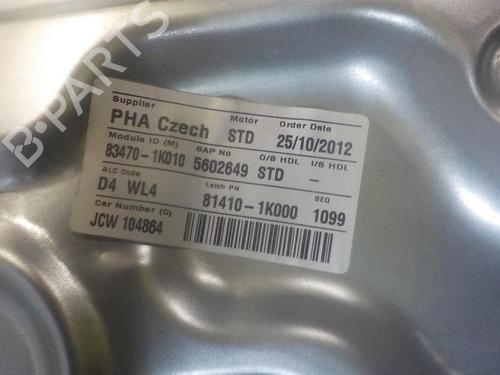 B-PARTS
Supplier Motor Order Date
PHA Czech STD 25/10/2012
Module ID (M) SAP No O/S HDL I/S HDL
83470-1K010 5602649 STD –
ALC Code Latch PN SEQ
D4 WL4 81410-1K000 1099
Car Number (C)
JCW 104864